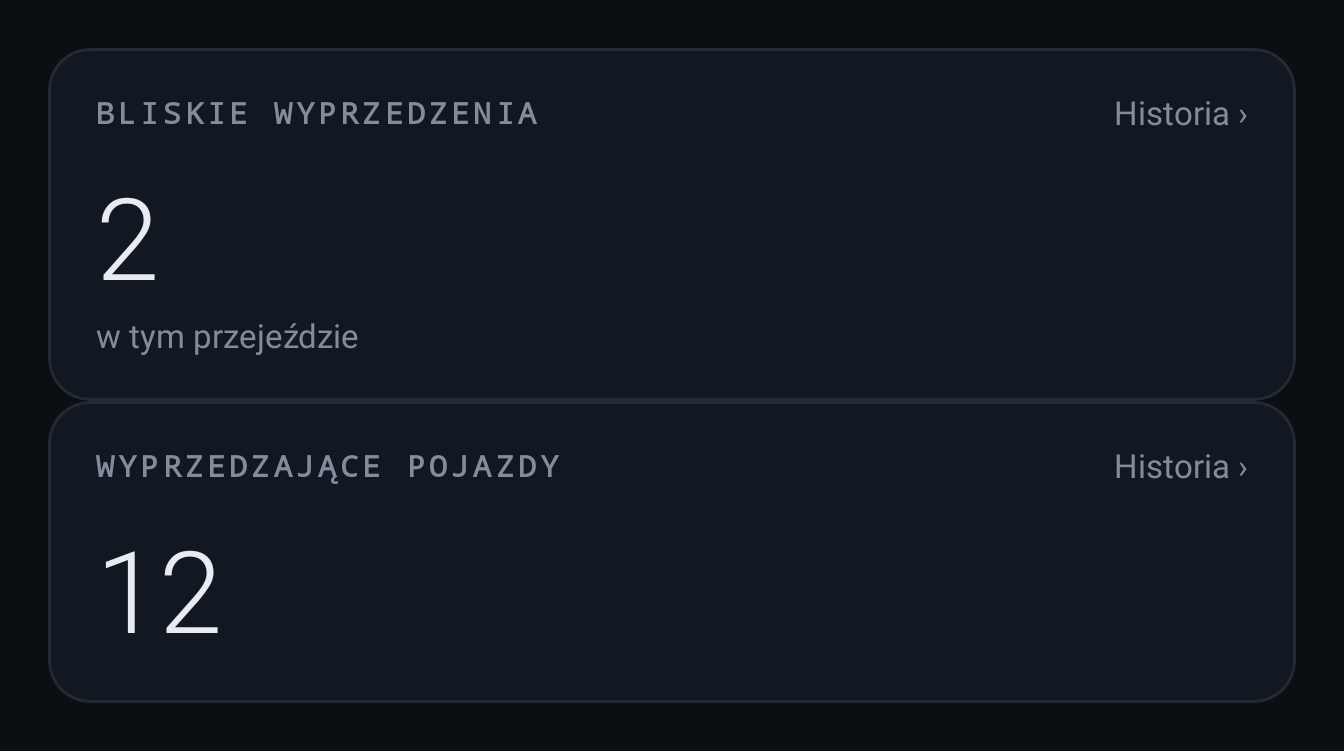 BLISKIE WYPRZEDZENIA
Historia ›
2
w tym przejeździe
WYPRZEDZAJĄCE POJAZDY
Historia ›
12